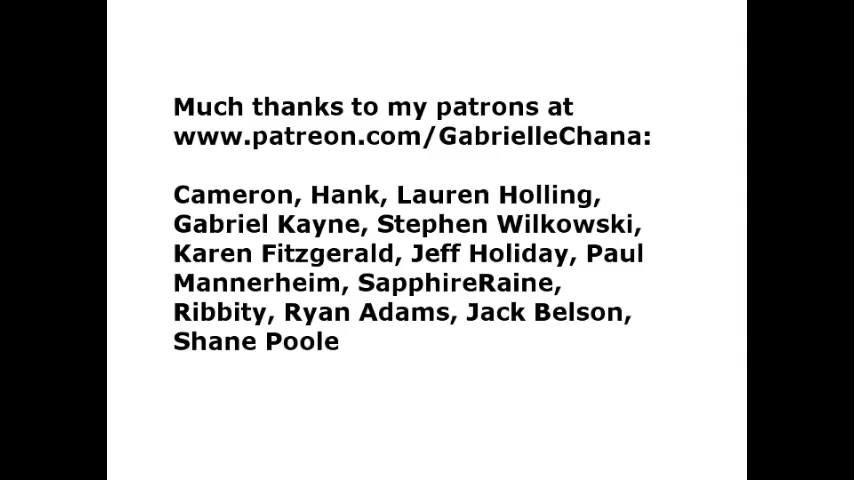 Much thanks to my patrons at
www.patreon.com/GabrielleChana:
Cameron, Hank, Lauren Holling,
Gabriel Kayne, Stephen Wilkowski,
Karen Fitzgerald, Jeff Holiday, Paul
Mannerheim, SapphireRaine,
Ribbity, Ryan Adams, Jack Belson,
Shane Poole